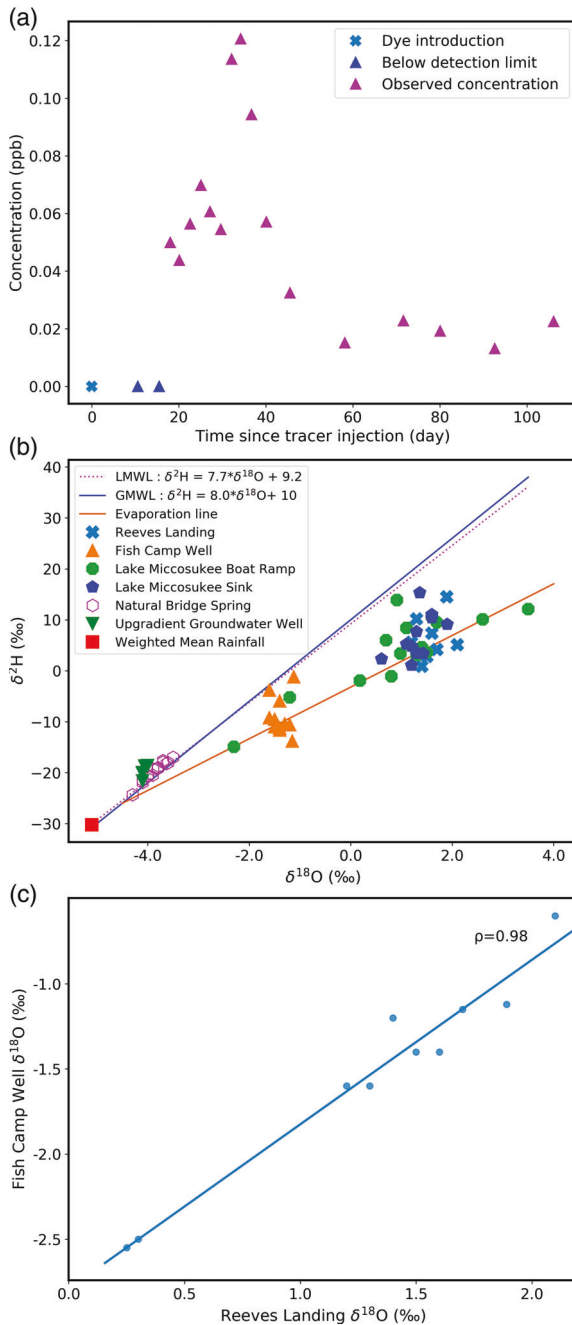 (a)
0.12
0.10
0.08
0.06
0.04
0.02
0.00
Concentration (ppb)
Dye introduction
Below detection limit
Observed concentration
0 20 40 60 80 100
Time since tracer injection (day)
(b)
40
30
20
10
0
−10
−20
−30
δ²H (‰)
LMWL : δ²H = 7.7*δ¹⁸O + 9.2
GMWL : δ²H = 8.0*δ¹⁸O+ 10
Evaporation line
Reeves Landing
Fish Camp Well
Lake Miccosukee Boat Ramp
Lake Miccosukee Sink
Natural Bridge Spring
Upgradient Groundwater Well
Weighted Mean Rainfall
-4.0 -2.0 0.0 2.0 4.0
δ¹⁸O (‰)
(c)
ρ=0.98
-1.0
-1.5
-2.0
-2.5
Fish Camp Well δ¹⁸O (‰)
0.0 0.5 1.0 1.5 2.0
Reeves Landing δ¹⁸O (‰)